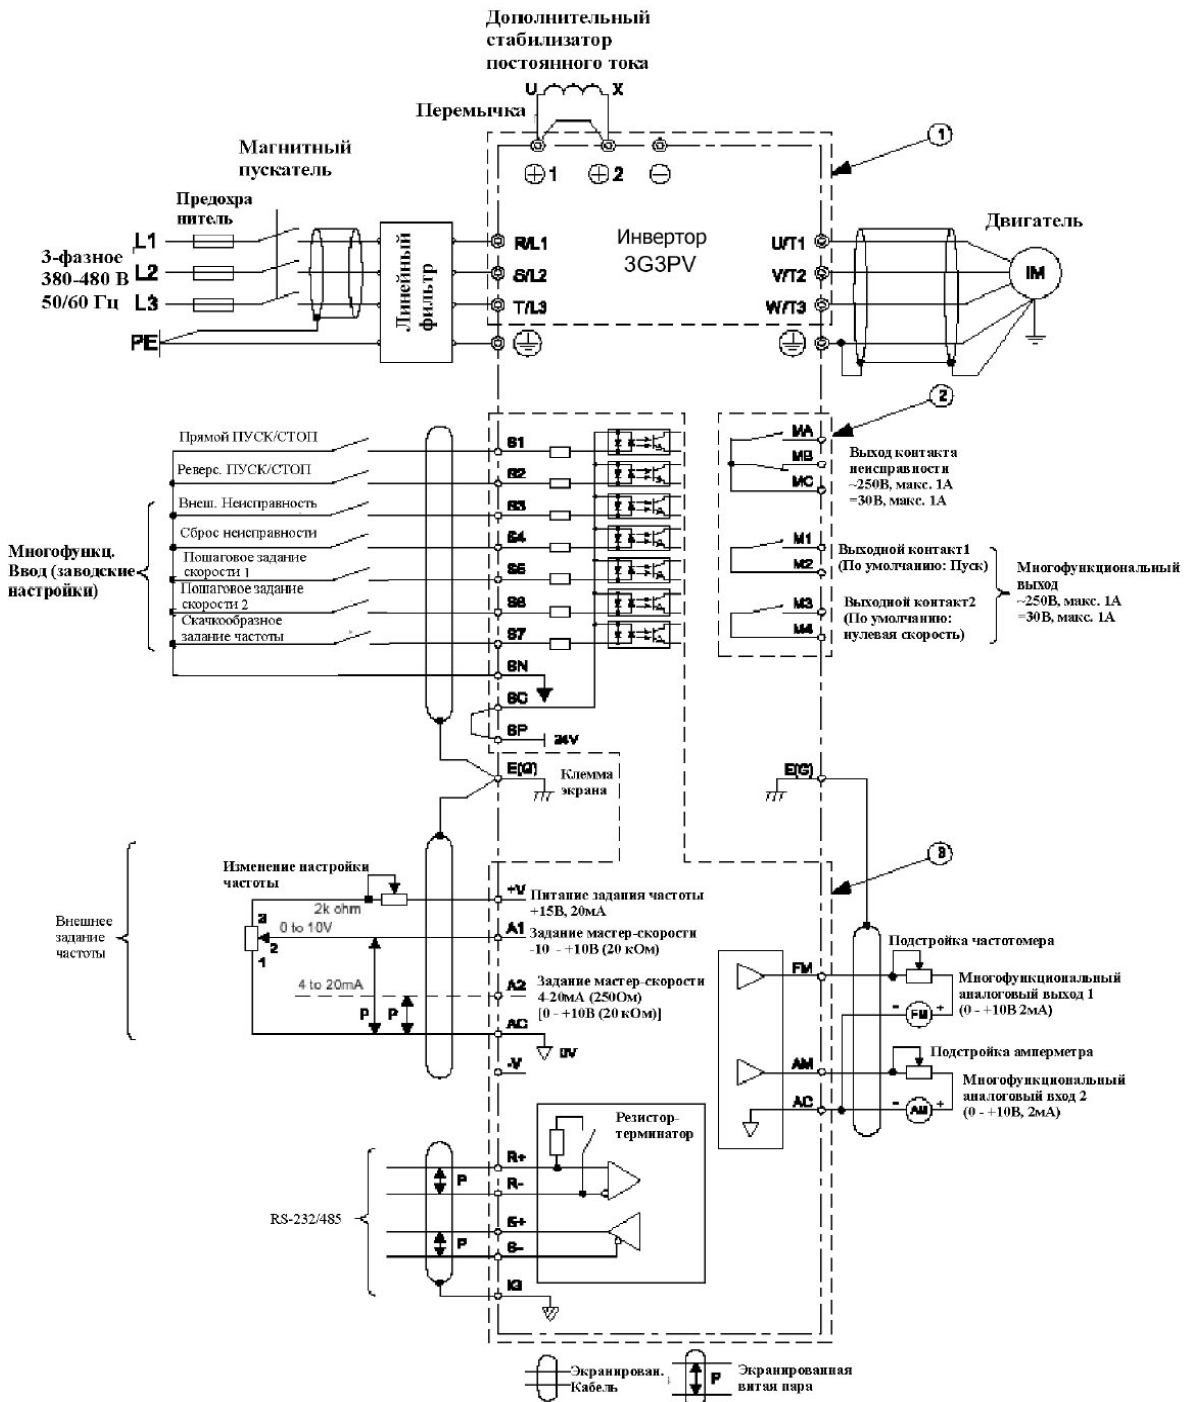 Дополнительный
стабилизатор
постоянного тока
U
X
Перемычка
1
Магнитный
пускатель
1
2
Предохра
нитель
Двигатель
L1
R/L1
Инвертор
3G3PV
U/T1
3-фазное
380-480 В
50/60 Гц
L2
S/L2
V/T2
IM
L3
T/L3
W/T3
Линейный
фильтр
PE
2
Прямой ПУСК/СТОП
S1
MA
Выход контакта
неисправности
~250В, макс. 1А
=30В, макс. 1А
MB
MC
Реверс. ПУСК/СТОП
S2
Внеш. Неисправность
S3
Сброс неисправности
S4
Многофункц.
Ввод (заводские
настройки)
Пошаговое задание
скорости 1
S5
Пошаговое задание
скорости 2
S6
Скачкообразное
задание частоты
S7
M1
M2
Выходной контакт1
(По умолчанию: Пуск)
Многофункциональный
выход
~250В, макс. 1А
=30В, макс. 1А
M3
M4
Выходной контакт2
(По умолчанию:
нулевая скорость)
SN
SC
SP
24V
E(G)
Клемма
экрана
E(G)
3
Изменение настройки
частоты
2k ohm
+V
Питание задания частоты
+15В, 20мА
Внешнее
задание
частоты
3
2
1
0 to 10V
A1
Задание мастер-скорости
-10 - +10В (20 кОм)
4 to 20mA
A2
Задание мастер-скорости
4-20мА (250Ом)
[0 - +10В (20 кОм)]
P
P
AC
0V
-V
Подстройка частотомера
FM
Многофункциональный
аналоговый выход 1
(0 - +10В 2мА)
-
FM
+
Подстройка амперметра
AM
Многофункциональный
аналоговый вход 2
(0 - +10В, 2мА)
AC
-
AM
+
Резистор-
терминатор
R+
R-
P
RS-232/485
S+
S-
P
IG
Экранирован.
Кабель
P
Экранированная
витая пара